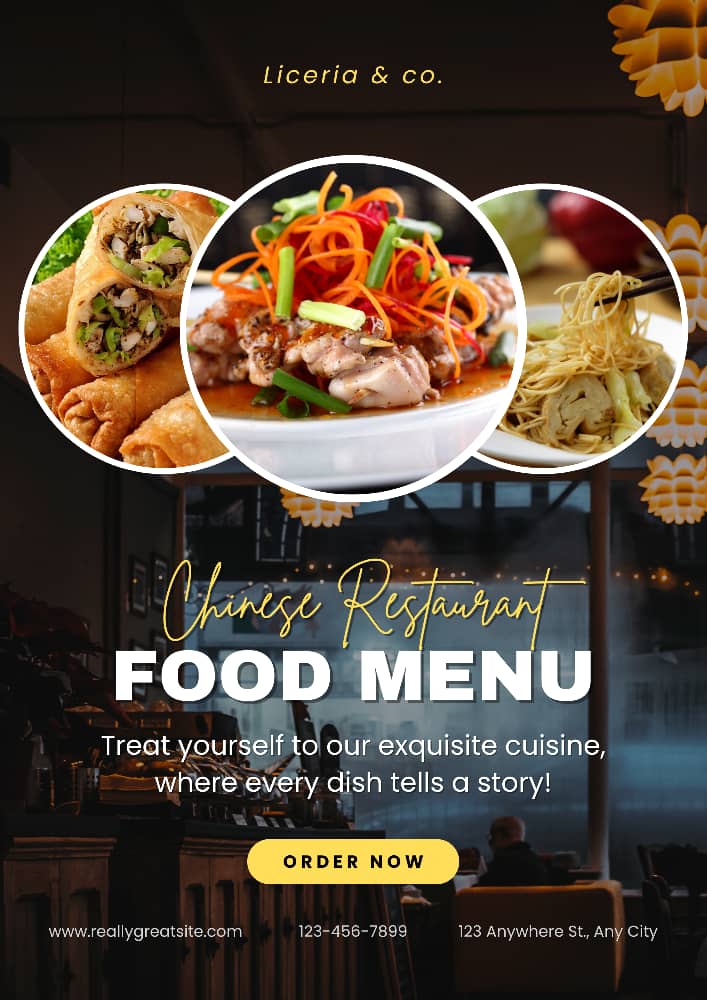 Liceria & co.
Chinese Restaurant
FOOD MENU
Treat yourself to our exquisite cuisine,
where every dish tells a story!
ORDER NOW
www.reallygreatsite.com 123-456-7899 123 Anywhere St., Any City